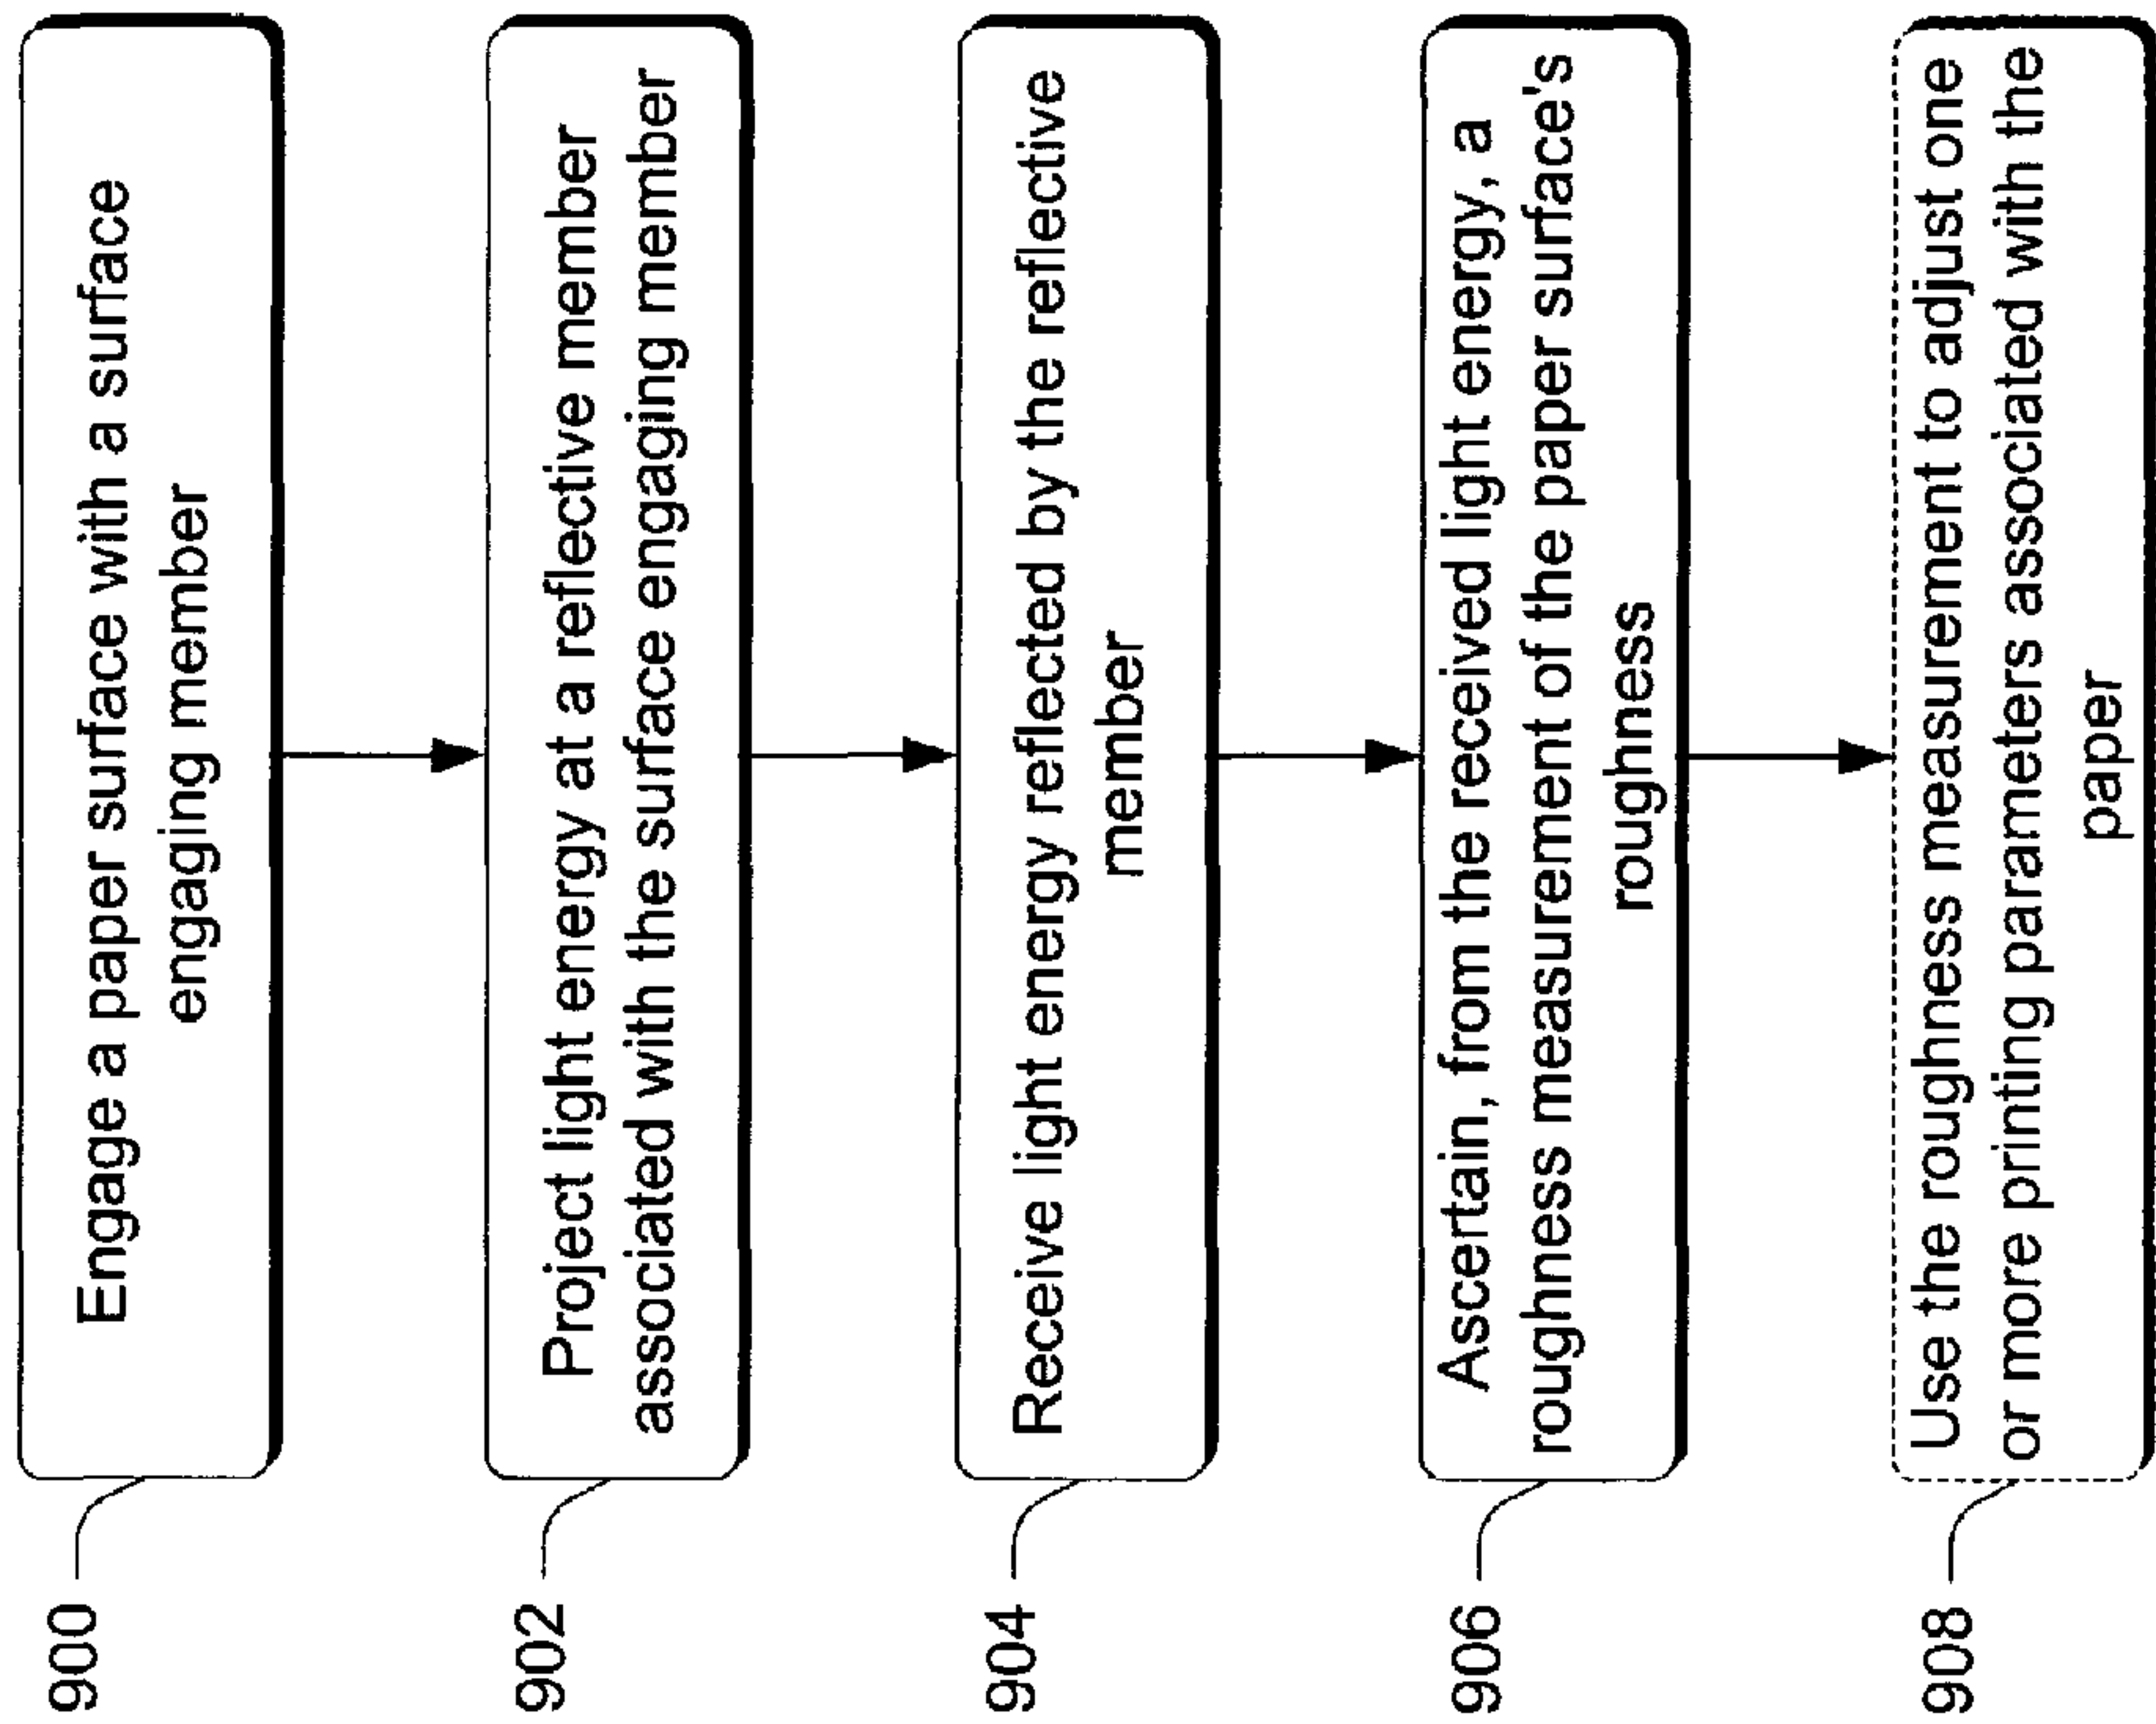 900
Engage a paper surface with a surface
engaging member
902
Project light energy at a reflective member
associated with the surface engaging member
904
Receive light energy reflected by the reflective
member
906
Ascertain, from the received light energy, a
roughness measurement of the paper surface's
roughness
908
Use the roughness measurement to adjust one
or more printing parameters associated with the
paper